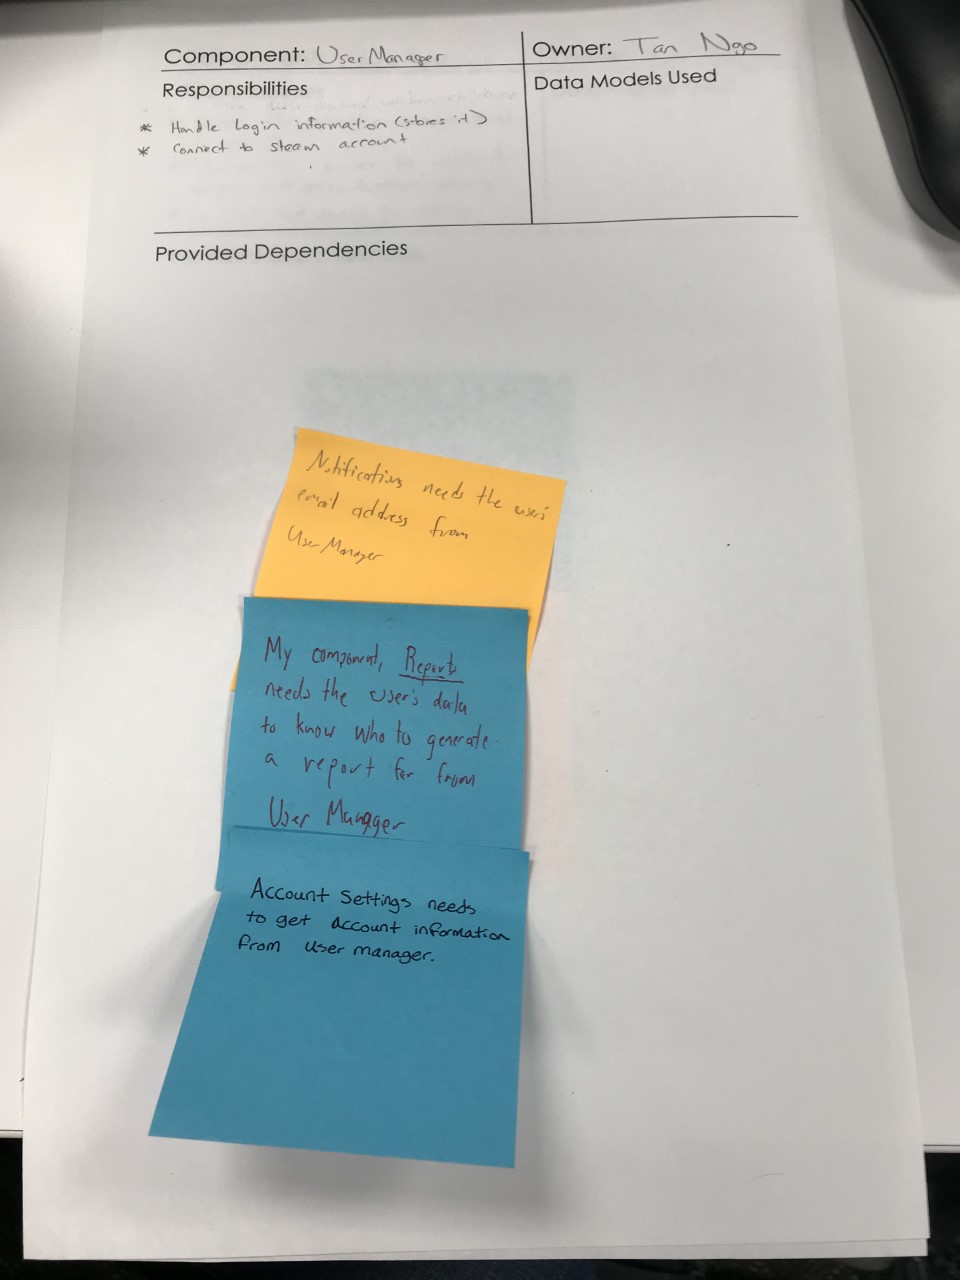 Component: User Manager
Owner: Tan Ngo
Responsibilities
* Handle Login information (stores it)
* Connect to steam account
Data Models Used
Provided Dependencies
Notifications needs the user's
email address from
User Manager
My component, Reports
needs the user's data
to know who to generate
a report for from
User Manager
Account Settings needs
to get account information
from user manager.